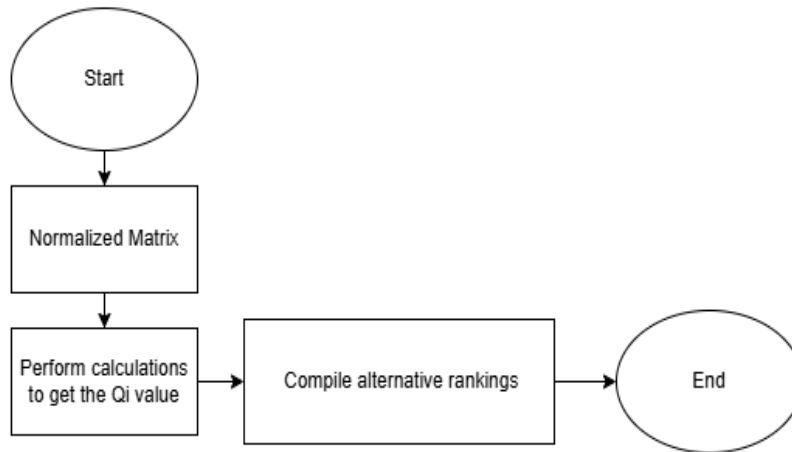 Start
Normalized Matrix
Perform calculations
to get the Qi value
Compile alternative rankings
End